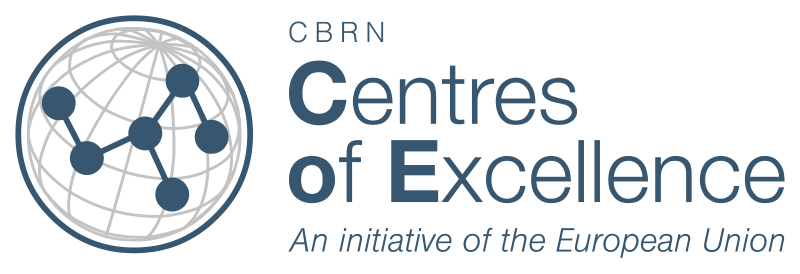 CBRN
Centres
of Excellence
An initiative of the European Union